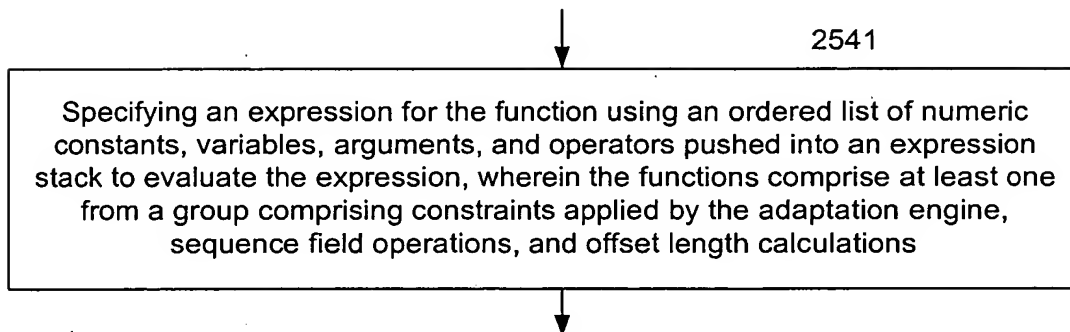 2541
Specifying an expression for the function using an ordered list of numeric
constants, variables, arguments, and operators pushed into an expression
stack to evaluate the expression, wherein the functions comprise at least one
from a group comprising constraints applied by the adaptation engine,
sequence field operations, and offset length calculations